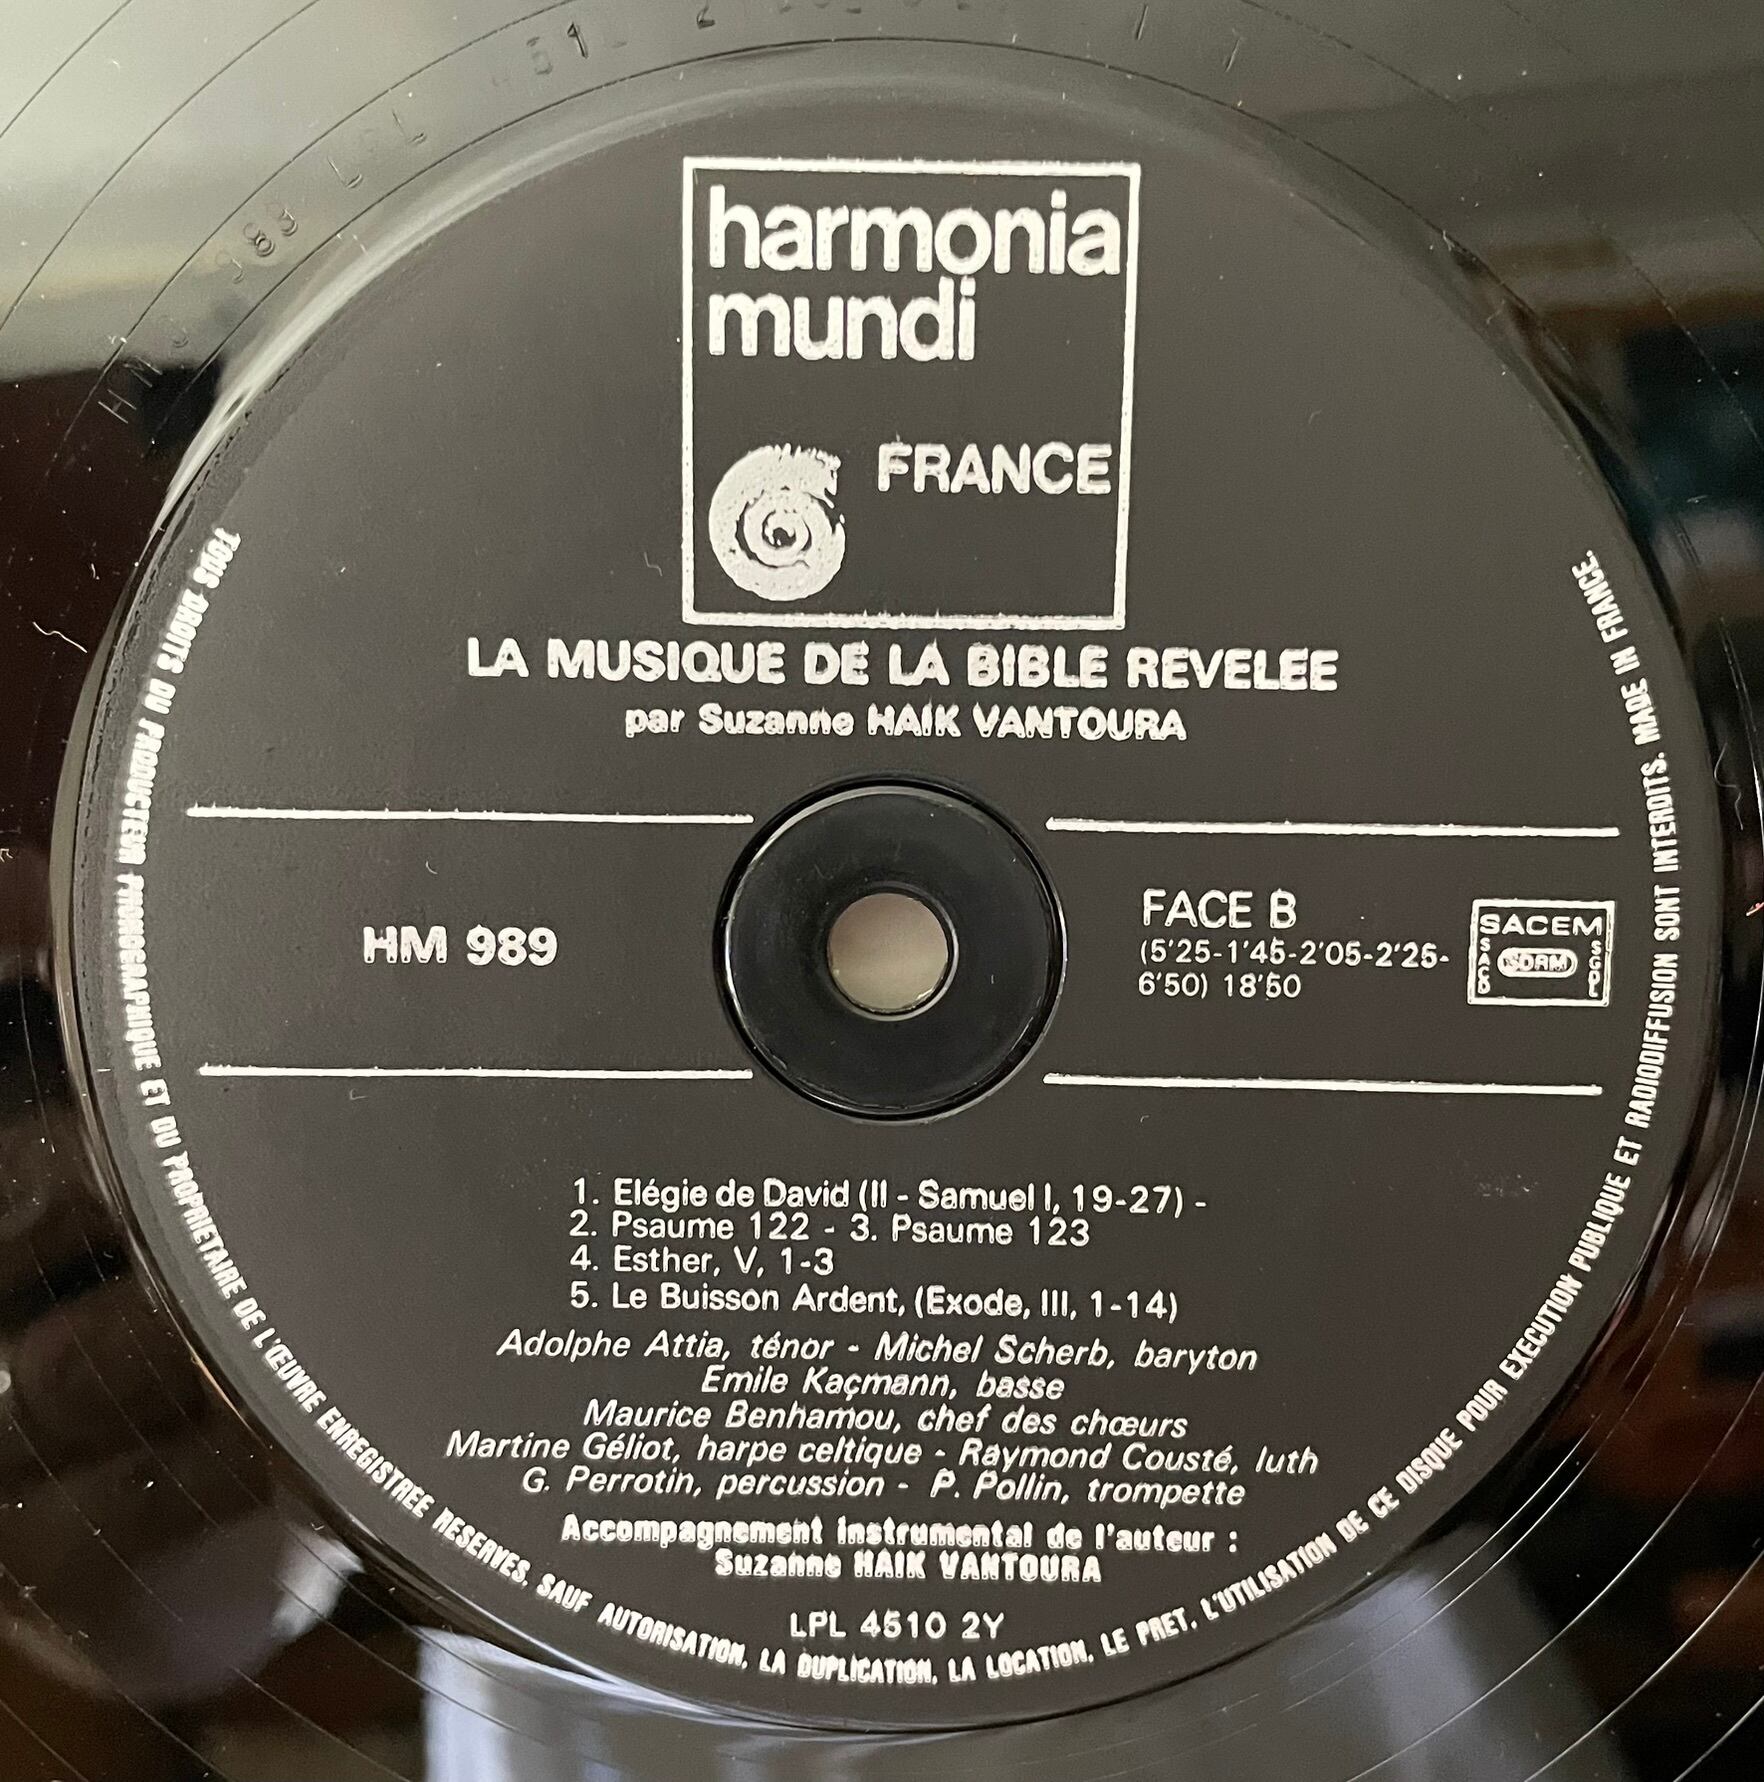 harmonia
mundi
FRANCE
LA MUSIQUE DE LA BIBLE REVELEE
par Suzanne HAIK VANTOURA
HM 989
FACE B
(5'25-1'45-2'05-2'25-
6'50) 18'50
SACEM
SACD
SDRM
SGDL
1. Elégie de David (II - Samuel I, 19-27) -
2. Psaume 122 - 3. Psaume 123
4. Esther, V, 1-3
5. Le Buisson Ardent, (Exode, III, 1-14)
Adolphe Attia, ténor - Michel Scherb, baryton
Emile Kaçmann, basse
Maurice Benhamou, chef des chœurs
Martine Géliot, harpe celtique - Raymond Cousté, luth
G. Perrotin, percussion - P. Pollin, trompette
Accompagnement instrumental de l'auteur :
Suzanne HAIK VANTOURA
LPL 4510 2Y
TOUS DROITS DU PRODUCTEUR PHONOGRAPHIQUE ET DU PROPRIETAIRE DE L'ŒUVRE ENREGISTREE RESERVES. SAUF AUTORISATION, LA DUPLICATION, LA LOCATION, LE PRET, L'UTILISATION DE CE DISQUE POUR EXECUTION PUBLIQUE ET RADIODIFFUSION SONT INTERDITS. MADE IN FRANCE.